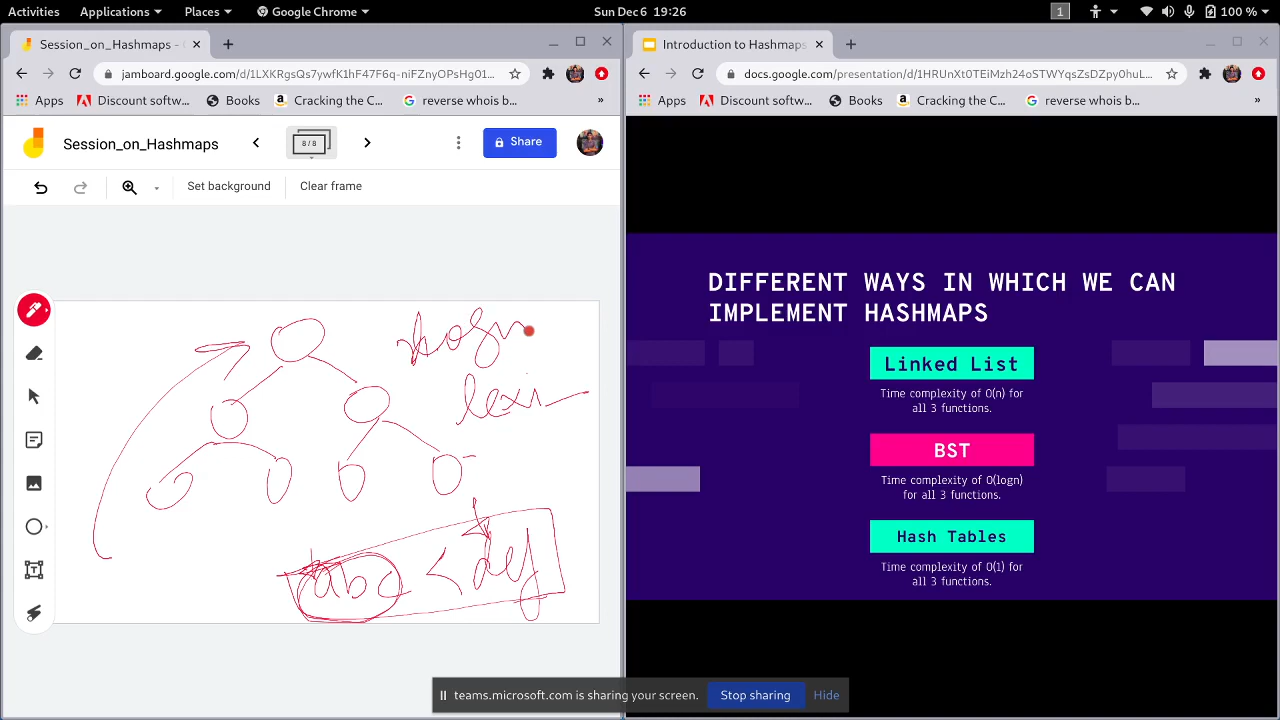 Activities Applications Places Google Chrome Sun Dec 6 19:26 1 100 %
Session_on_Hashmaps - G
jamboard.google.com/d/1LXKRgsQs7ywfK1hF47F6q-niFZnyOPsHg01...
Apps Discount softw... Books Cracking the C... reverse whois b... »
Session_on_Hashmaps 8/8 Share
Set background Clear frame
logn
lexi
abc < def
Introduction to Hashmaps
docs.google.com/presentation/d/1HRUnXt0TEiMzh24oSTWYqsZsDZpy0huL...
Apps Discount softw... Books Cracking the C... reverse whois b... »
DIFFERENT WAYS IN WHICH WE CAN
IMPLEMENT HASHMAPS
Linked List
Time complexity of O(n) for
all 3 functions.
BST
Time complexity of O(logn)
for all 3 functions.
Hash Tables
Time complexity of O(1) for
all 3 functions.
teams.microsoft.com is sharing your screen. Stop sharing Hide